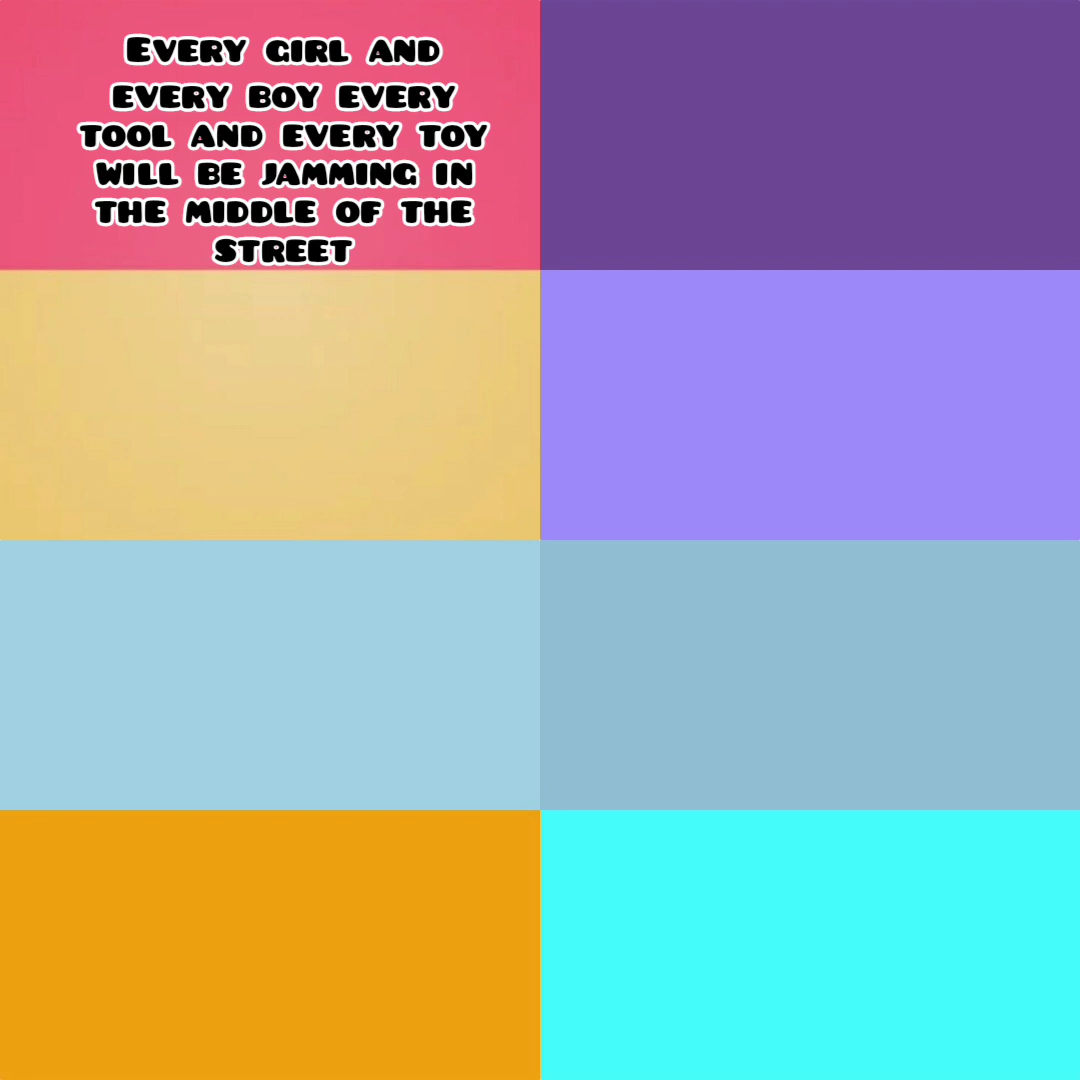 Every girl and
every boy every
tool and every toy
will be jamming in
the middle of the
street